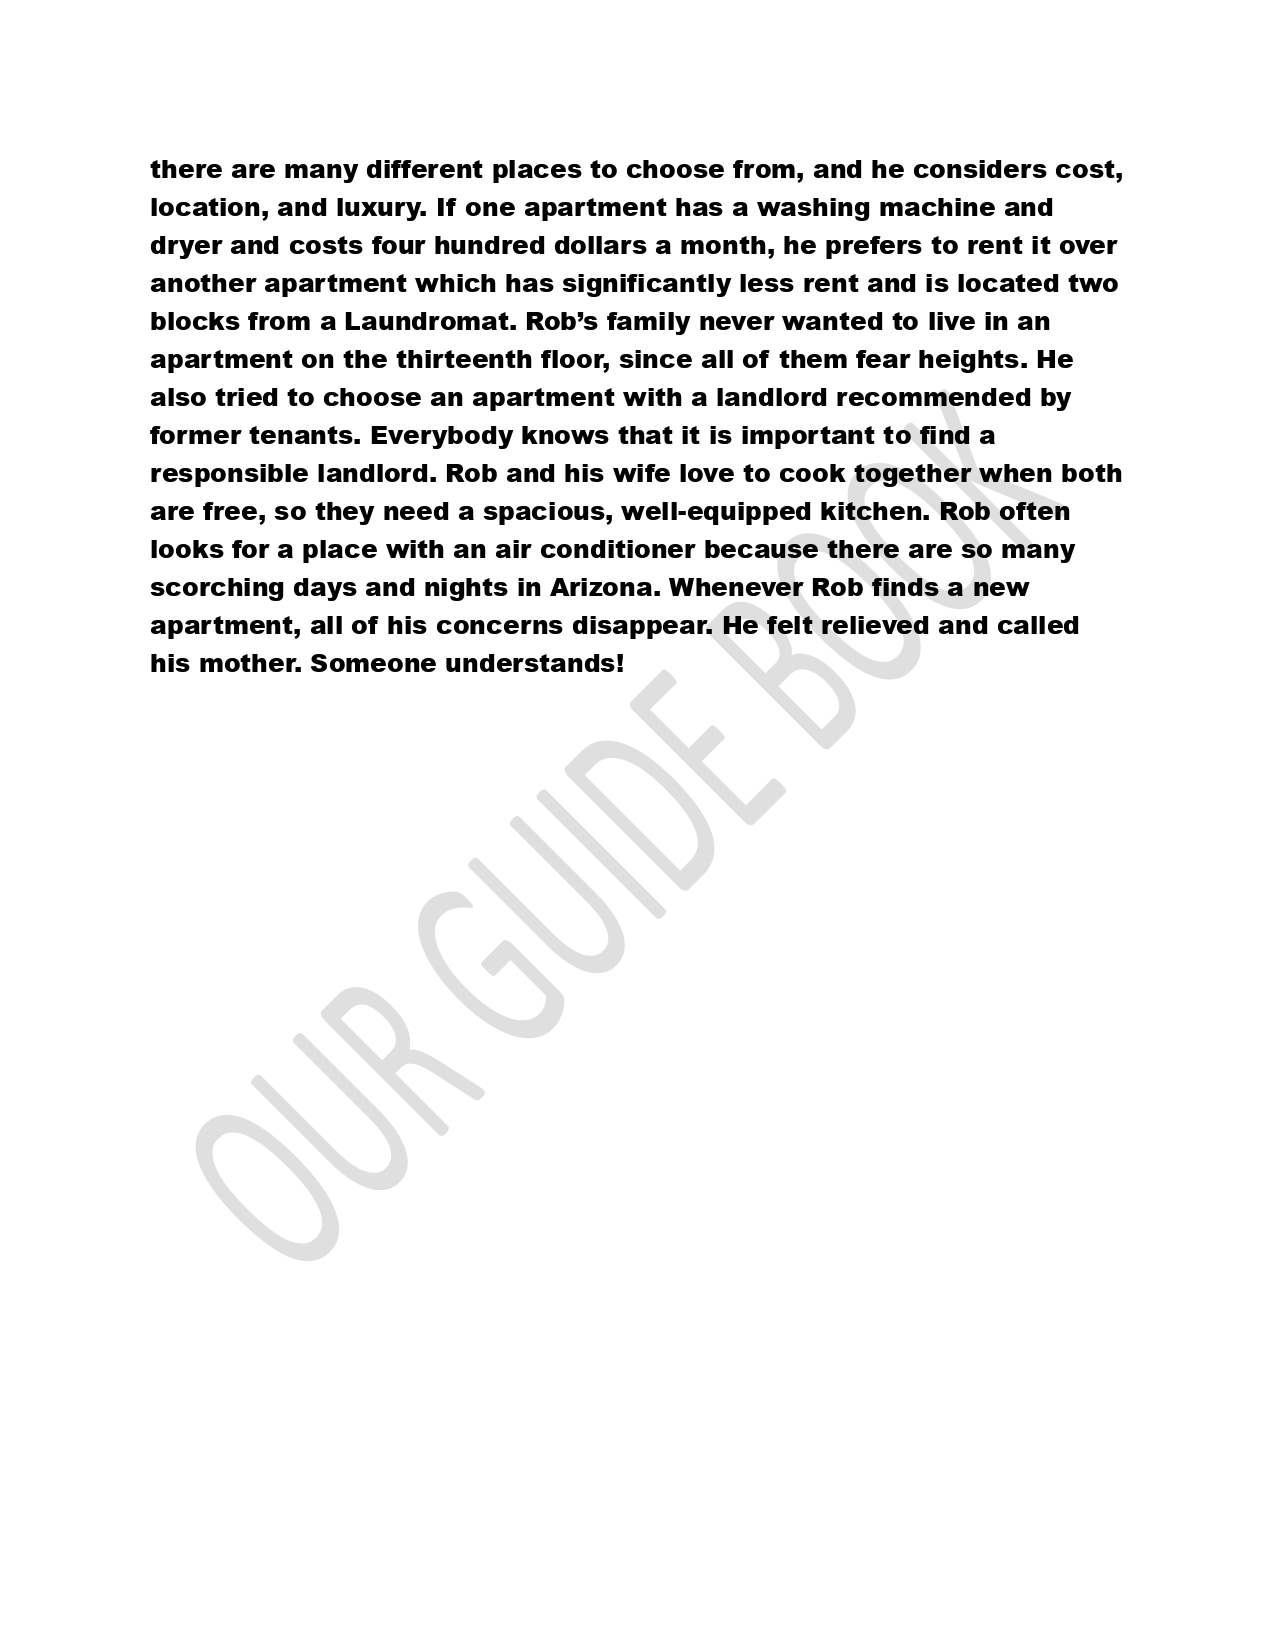 there are many different places to choose from, and he considers cost,
location, and luxury. If one apartment has a washing machine and
dryer and costs four hundred dollars a month, he prefers to rent it over
another apartment which has significantly less rent and is located two
blocks from a Laundromat. Rob’s family never wanted to live in an
apartment on the thirteenth floor, since all of them fear heights. He
also tried to choose an apartment with a landlord recommended by
former tenants. Everybody knows that it is important to find a
responsible landlord. Rob and his wife love to cook together when both
are free, so they need a spacious, well-equipped kitchen. Rob often
looks for a place with an air conditioner because there are so many
scorching days and nights in Arizona. Whenever Rob finds a new
apartment, all of his concerns disappear. He felt relieved and called
his mother. Someone understands!
OUR GUIDE BOOK